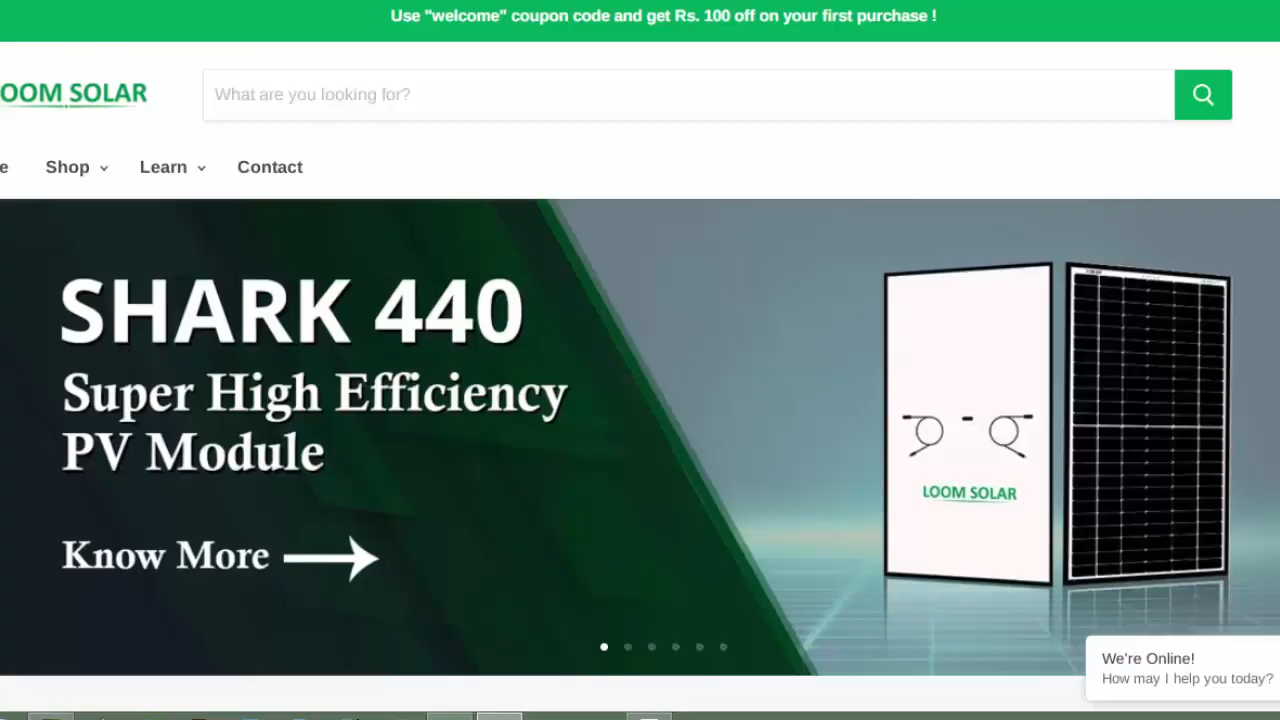 Use "welcome" coupon code and get Rs. 100 off on your first purchase !
OOM SOLAR
What are you looking for?
e Shop Learn Contact
SHARK 440
Super High Efficiency
PV Module
Know More
LOOM SOLAR
We're Online!
How may I help you today?